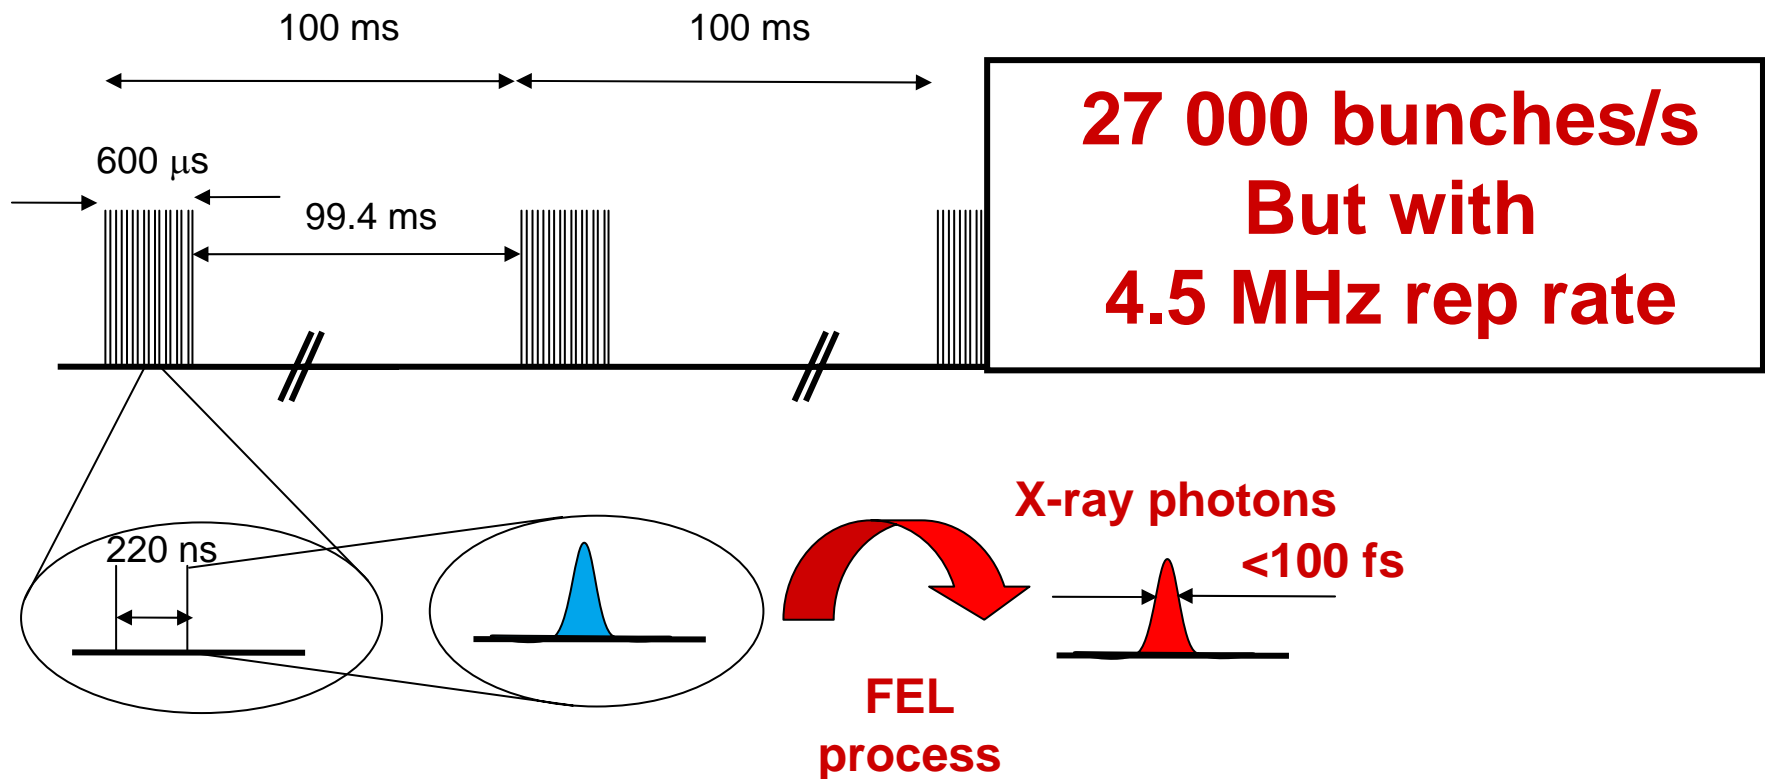 100 ms
100 ms
27 000 bunches/s
But with
4.5 MHz rep rate
600 μs
99.4 ms
X-ray photons
<100 fs
220 ns
FEL
process